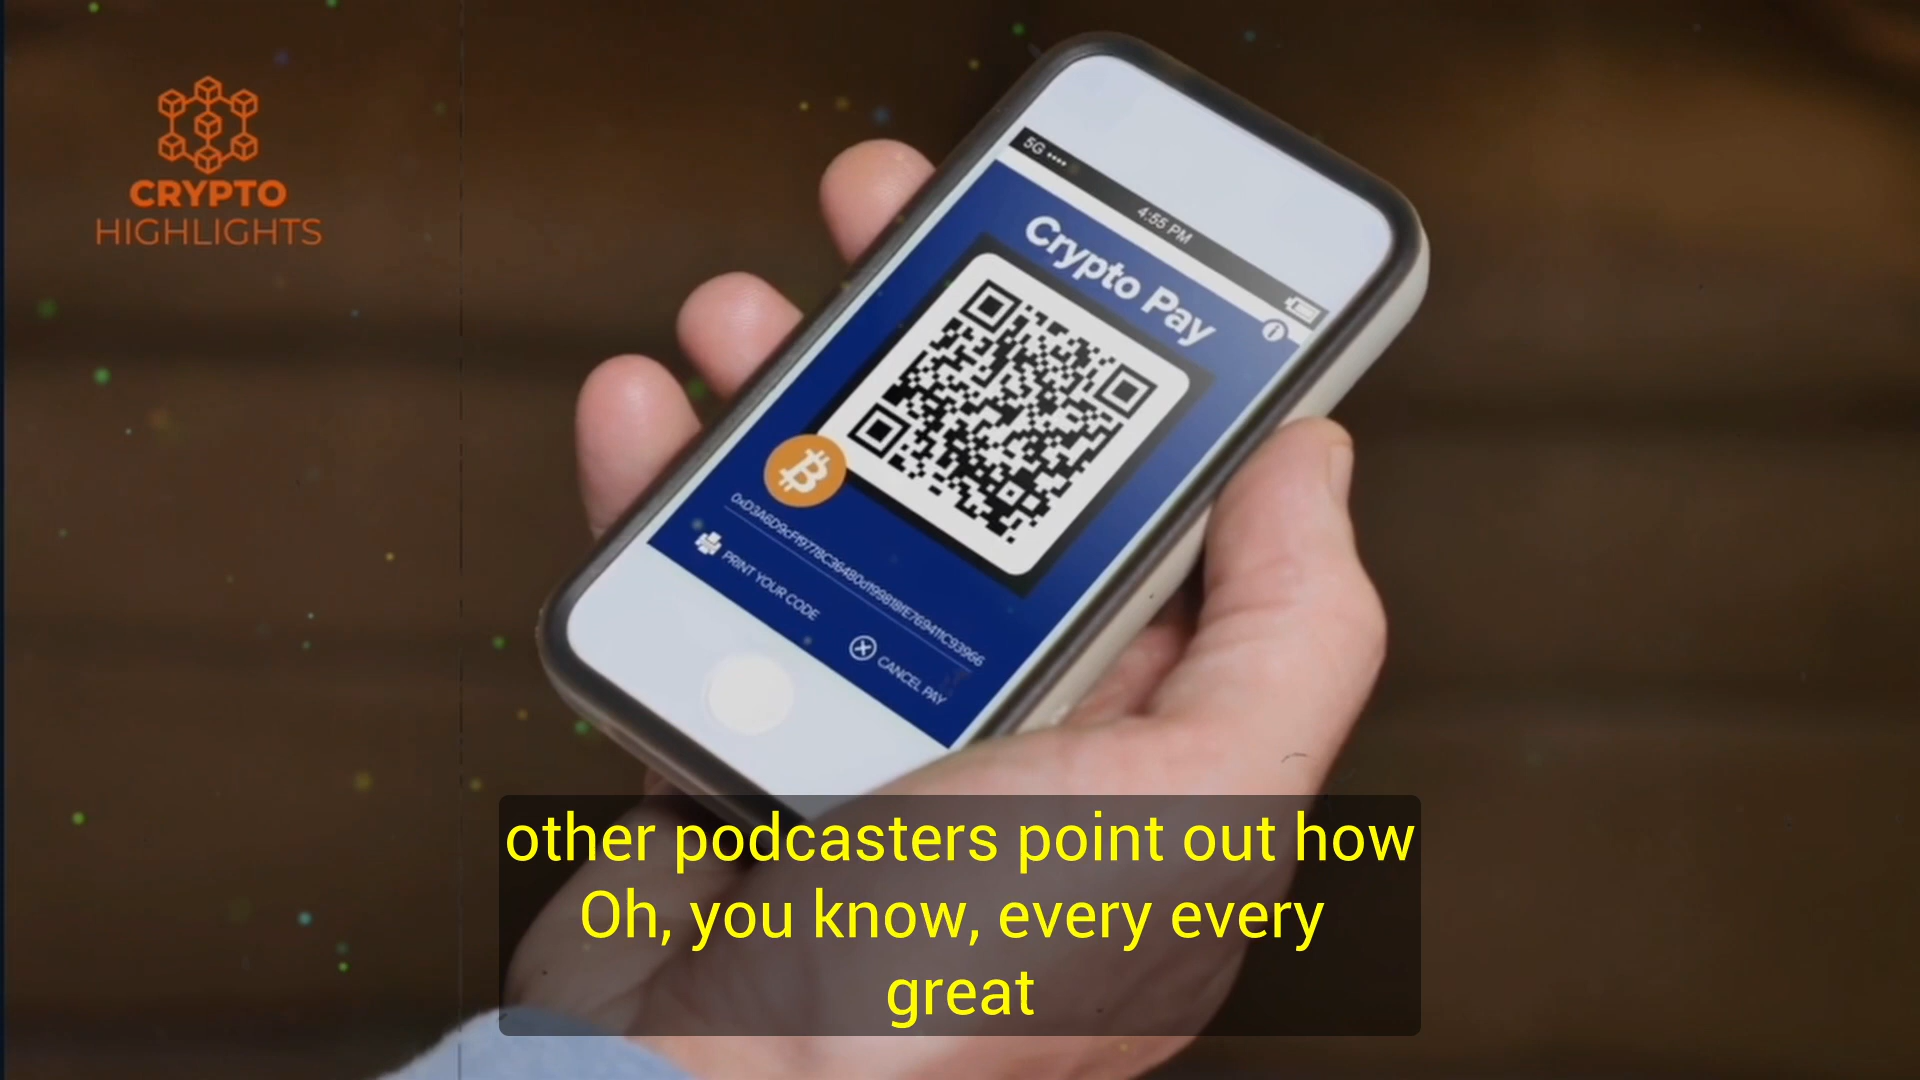 CRYPTO
HIGHLIGHTS
5G
4:55 PM
Crypto Pay
PRINT YOUR CODE
CANCEL PAY
other podcasters point out how
Oh, you know, every every
great